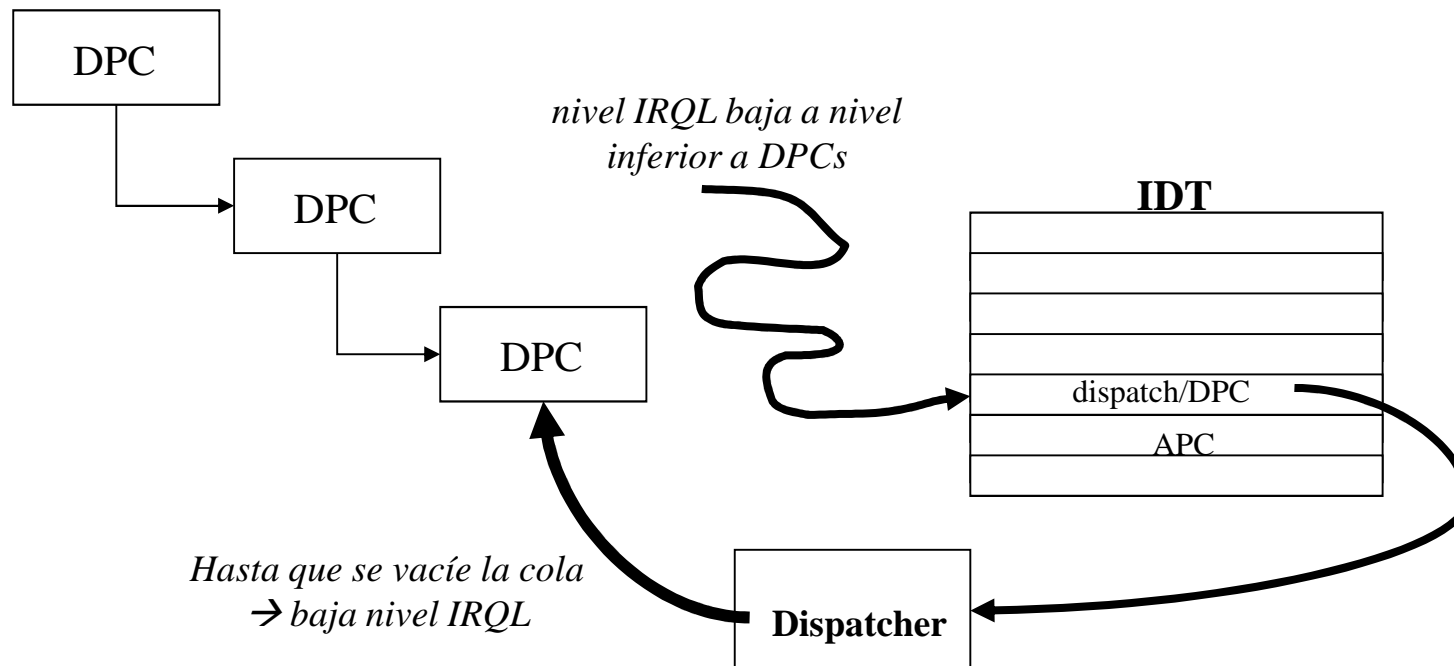 DPC
DPC
DPC
nivel IRQL baja a nivel
inferior a DPCs
IDT
dispatch/DPC
APC
Hasta que se vacíe la cola
→ baja nivel IRQL
Dispatcher